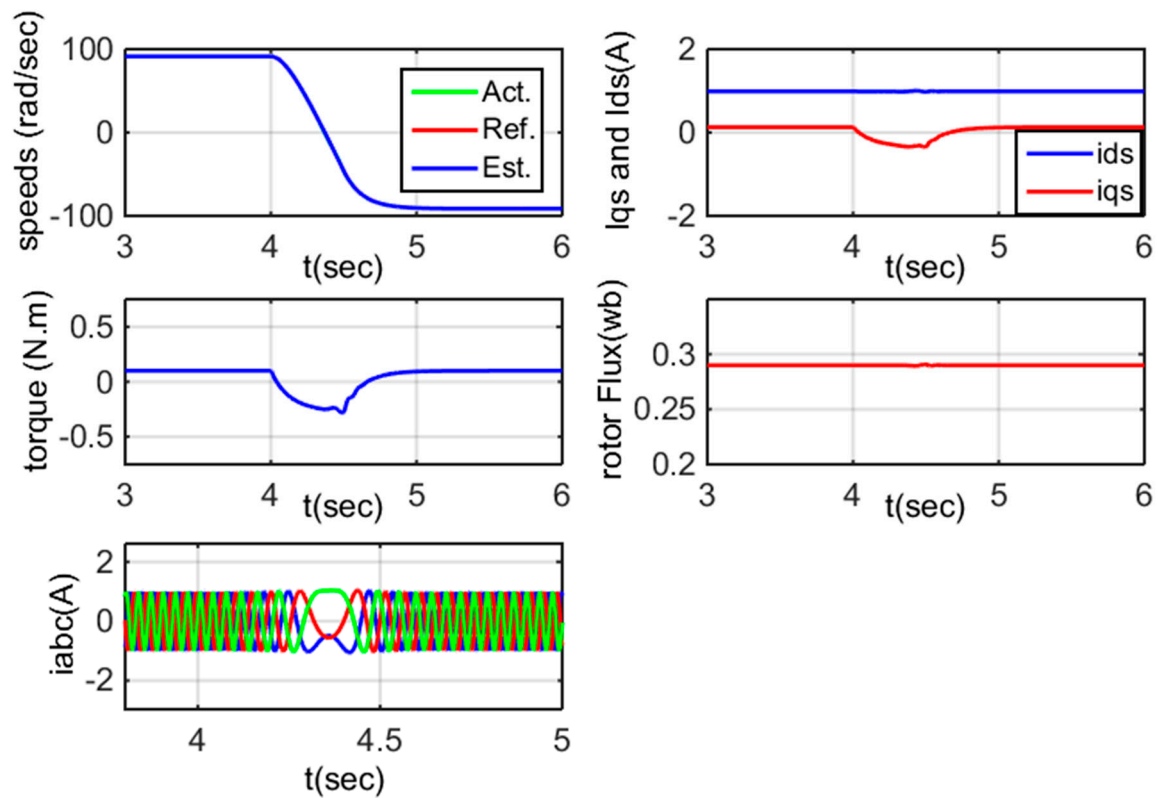 speeds (rad/sec)
100
0
-100
3
4
5
6
t(sec)
Act.
Ref.
Est.
Iqs and Ids(A)
2
0
-2
3
4
5
6
t(sec)
ids
iqs
torque (N.m)
0.5
0
-0.5
3
4
5
6
t(sec)
rotor Flux(wb)
0.3
0.25
0.2
3
4
5
6
t(sec)
iabc(A)
2
0
-2
4
4.5
5
t(sec)